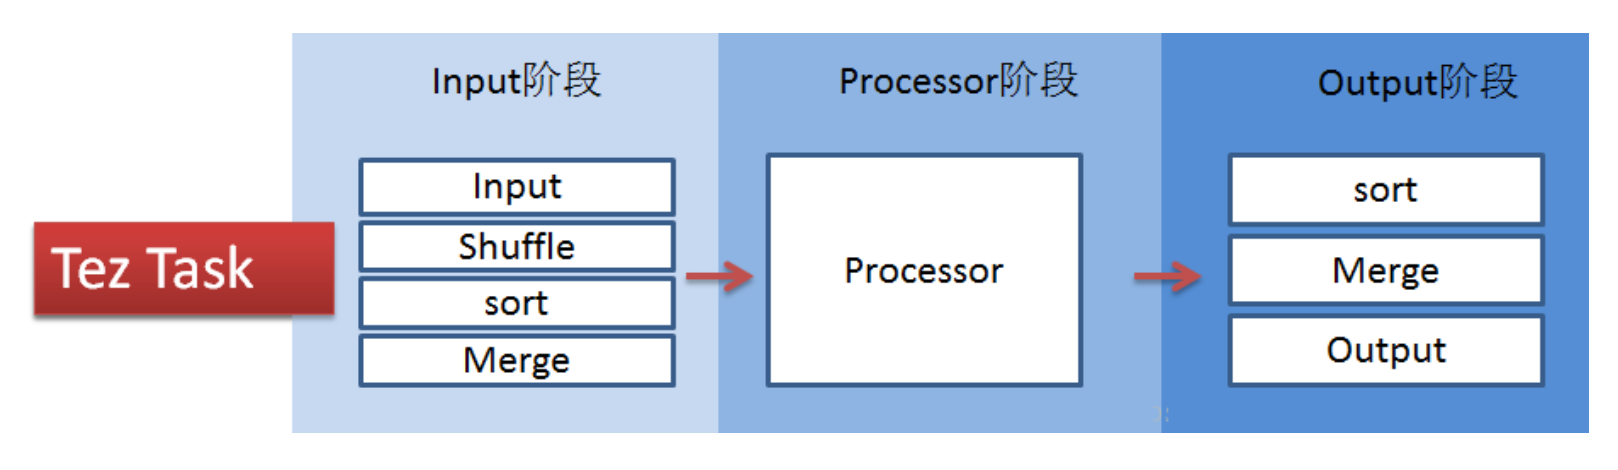 Input阶段
Processor阶段
Output阶段
Tez Task
Input
Shuffle
sort
Merge
Processor
sort
Merge
Output